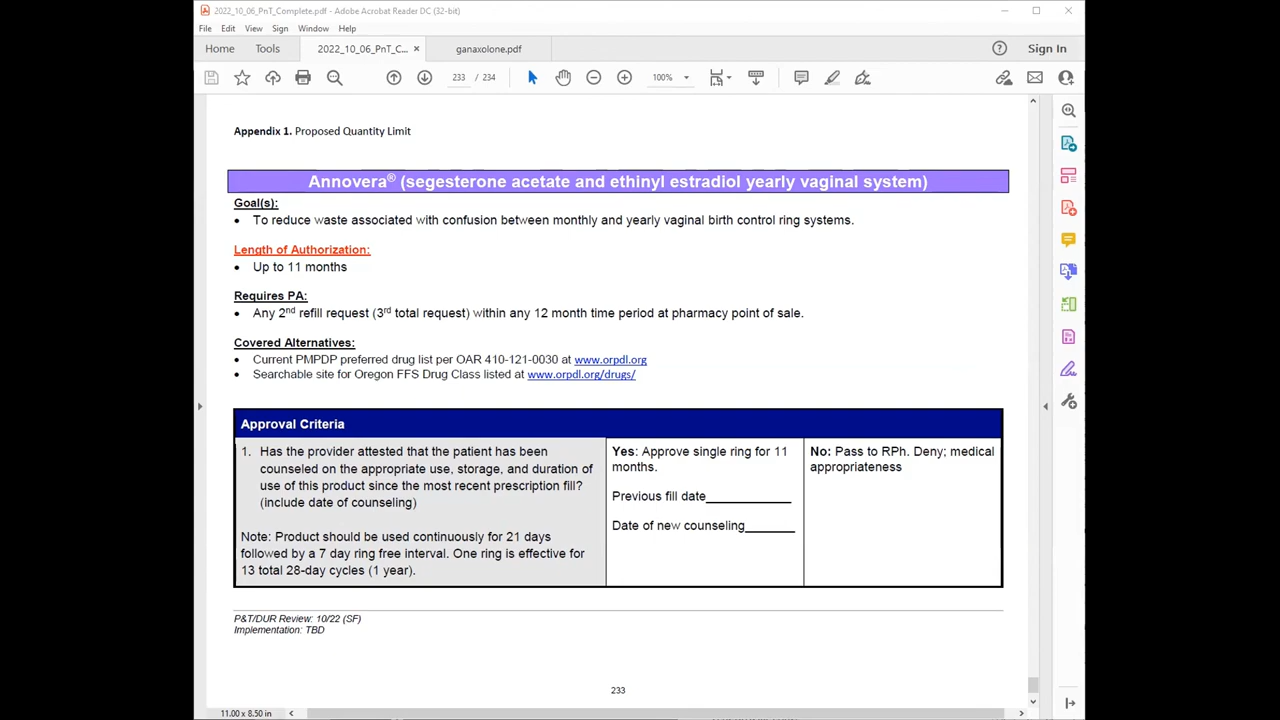 2022_10_06_PnT_Complete.pdf - Adobe Acrobat Reader DC (32-bit)
File Edit View Sign Window Help
Home Tools 2022_10_06_PnT_C... × ganaxolone.pdf Sign In
233 / 234 100%
Appendix 1. Proposed Quantity Limit
Annovera® (segesterone acetate and ethinyl estradiol yearly vaginal system)
Goal(s):
• To reduce waste associated with confusion between monthly and yearly vaginal birth control ring systems.
Length of Authorization:
• Up to 11 months
Requires PA:
• Any 2nd refill request (3rd total request) within any 12 month time period at pharmacy point of sale.
Covered Alternatives:
• Current PMPDP preferred drug list per OAR 410-121-0030 at www.orpdl.org
• Searchable site for Oregon FFS Drug Class listed at www.orpdl.org/drugs/
Approval Criteria
1. Has the provider attested that the patient has been
counseled on the appropriate use, storage, and duration of
use of this product since the most recent prescription fill?
(include date of counseling)
Note: Product should be used continuously for 21 days
followed by a 7 day ring free interval. One ring is effective for
13 total 28-day cycles (1 year).
Yes: Approve single ring for 11
months.
Previous fill date____________
Date of new counseling_______
No: Pass to RPh. Deny; medical
appropriateness
P&T/DUR Review: 10/22 (SF)
Implementation: TBD
233
11.00 x 8.50 in